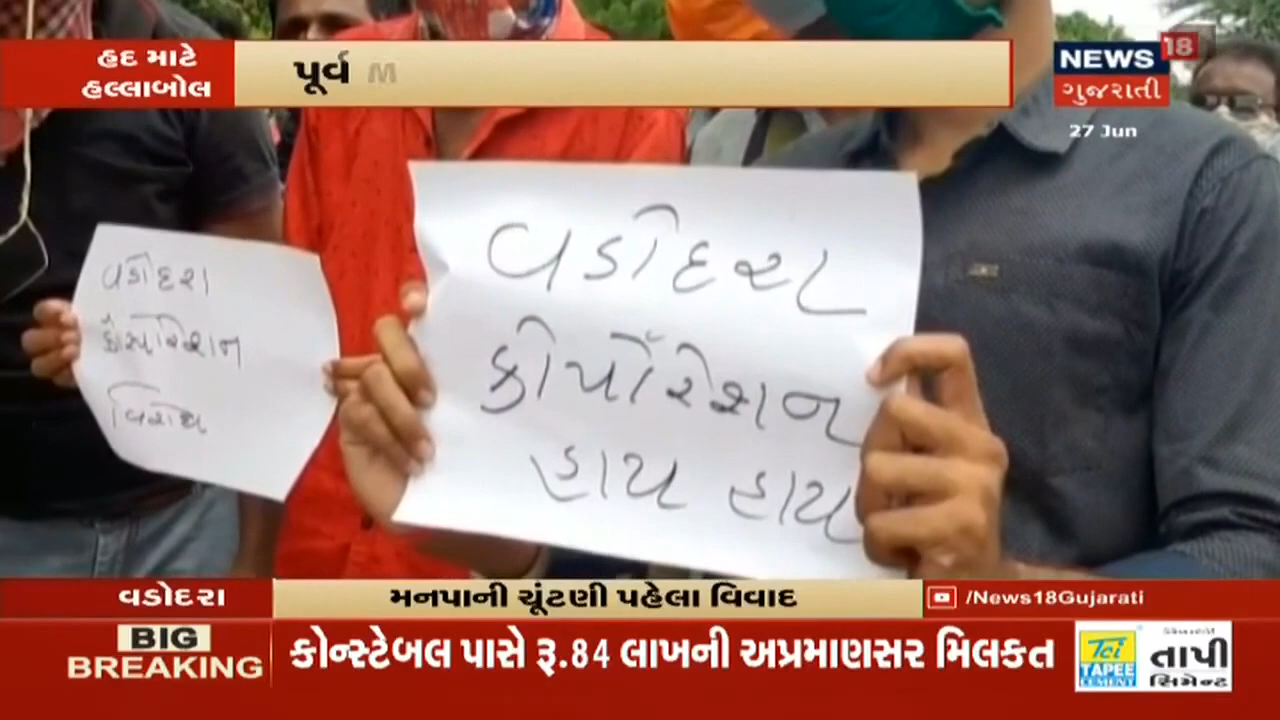 હદ માટે
હલ્લાબોલ
પૂર્વ M
NEWS 18
ગુજરાતી
27 Jun
વડોદરા
કોર્પોરેશન
વિરોધ
વડોદરા
કોર્પોરેશન
હાય હાય
વડોદરા
મનપાની ચૂંટણી પહેલા વિવાદ
/News18Gujarati
BIG
BREAKING
કોન્સ્ટેબલ પાસે રૂ.84 લાખની અપ્રમાણસર મિલકત
Tci
TAPEE
CEMENT
તાપી
સિમેન્ટ